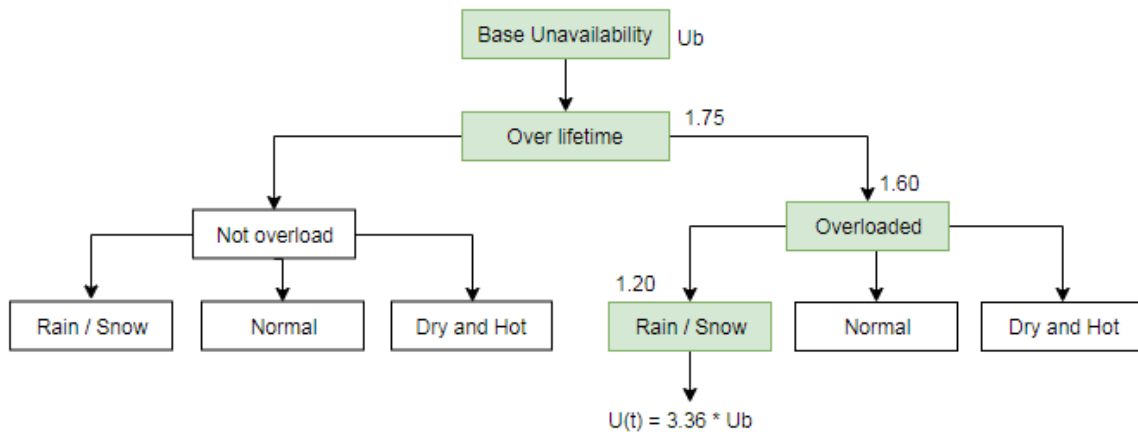 Base Unavailability Ub
Over lifetime 1.75
1.60
Not overload Overloaded
1.20
Rain / Snow Normal Dry and Hot Rain / Snow Normal Dry and Hot
U(t) = 3.36 * Ub